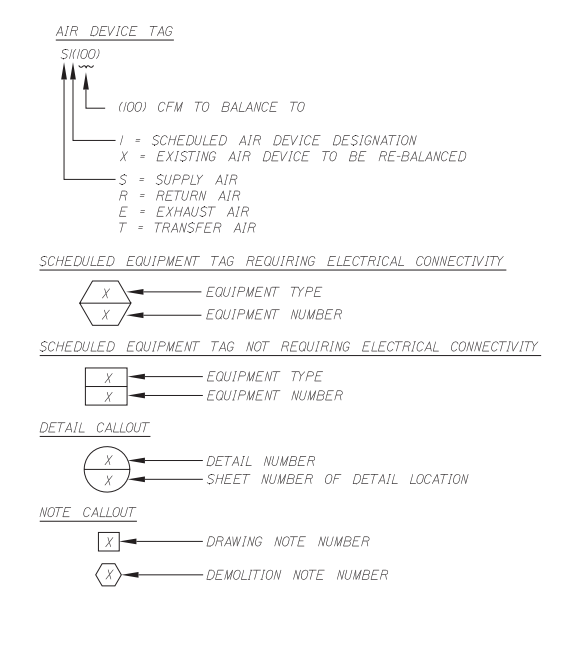 AIR DEVICE TAG
S1(100)
(100) CFM TO BALANCE TO
1 = SCHEDULED AIR DEVICE DESIGNATION
X = EXISTING AIR DEVICE TO BE RE-BALANCED
S = SUPPLY AIR
R = RETURN AIR
E = EXHAUST AIR
T = TRANSFER AIR
SCHEDULED EQUIPMENT TAG REQUIRING ELECTRICAL CONNECTIVITY
X EQUIPMENT TYPE
X EQUIPMENT NUMBER
SCHEDULED EQUIPMENT TAG NOT REQUIRING ELECTRICAL CONNECTIVITY
X EQUIPMENT TYPE
X EQUIPMENT NUMBER
DETAIL CALLOUT
X DETAIL NUMBER
X SHEET NUMBER OF DETAIL LOCATION
NOTE CALLOUT
X DRAWING NOTE NUMBER
X DEMOLITION NOTE NUMBER